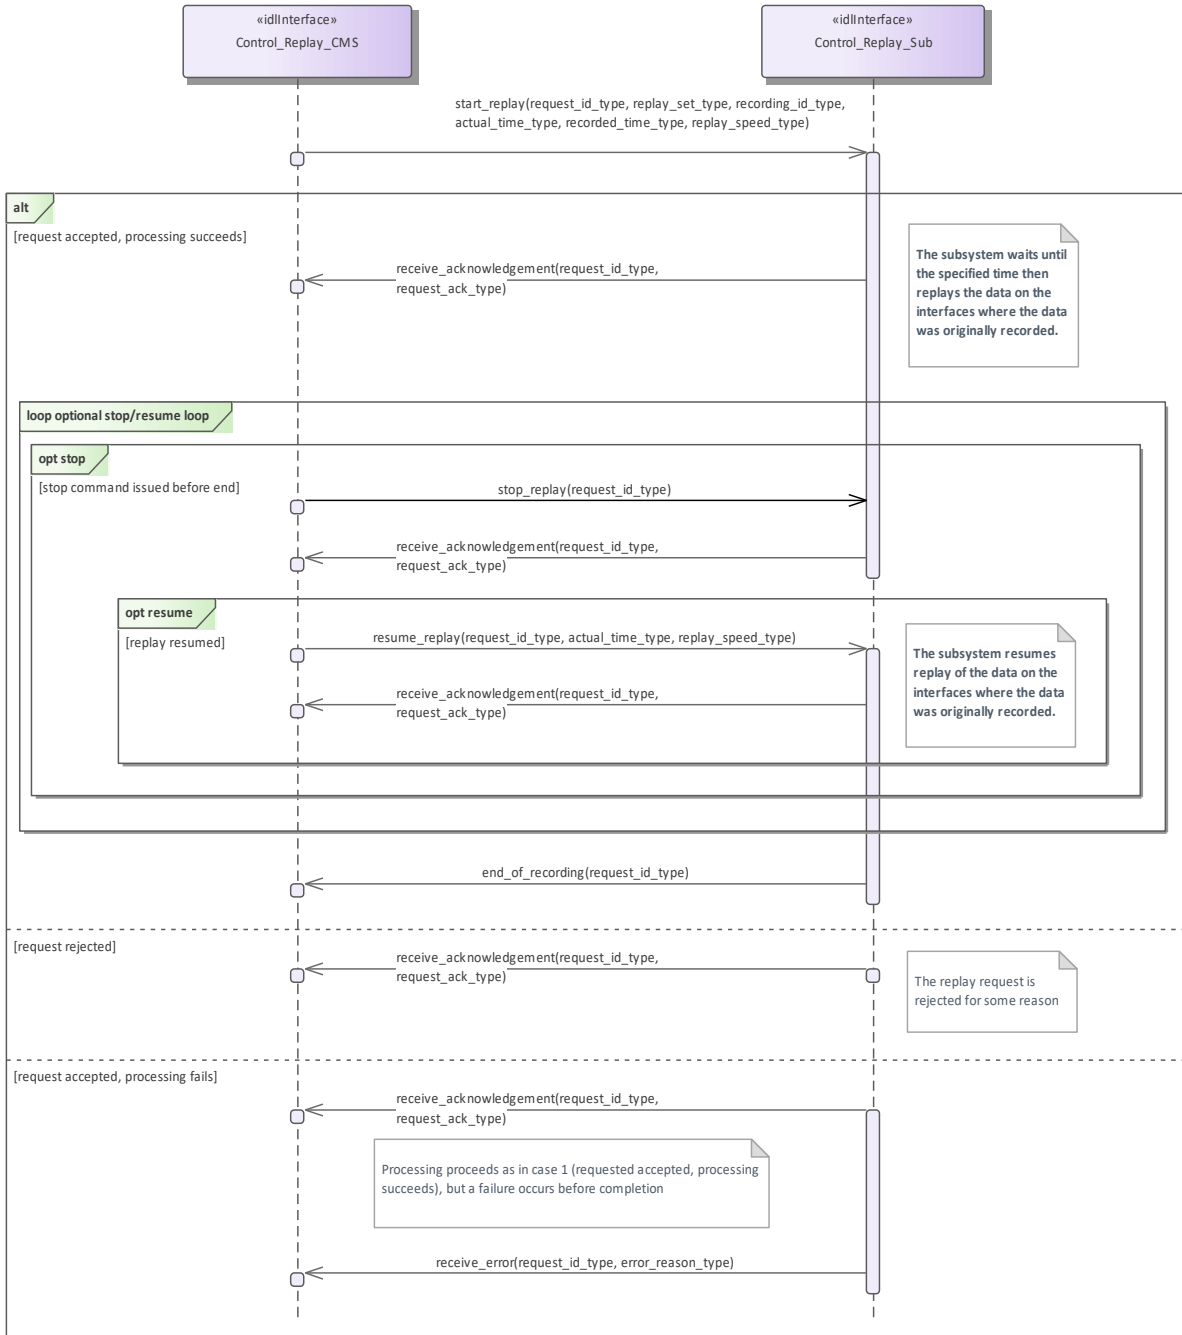 «idlInterface»
Control_Replay_CMS
«idlInterface»
Control_Replay_Sub
start_replay(request_id_type, replay_set_type, recording_id_type,
actual_time_type, recorded_time_type, replay_speed_type)
alt
[request accepted, processing succeeds]
The subsystem waits until
the specified time then
replays the data on the
interfaces where the data
was originally recorded.
receive_acknowledgement(request_id_type,
request_ack_type)
loop optional stop/resume loop
opt stop
[stop command issued before end]
stop_replay(request_id_type)
receive_acknowledgement(request_id_type,
request_ack_type)
opt resume
[replay resumed]
resume_replay(request_id_type, actual_time_type, replay_speed_type)
The subsystem resumes
replay of the data on the
interfaces where the data
was originally recorded.
receive_acknowledgement(request_id_type,
request_ack_type)
end_of_recording(request_id_type)
[request rejected]
receive_acknowledgement(request_id_type,
request_ack_type)
The replay request is
rejected for some reason
[request accepted, processing fails]
receive_acknowledgement(request_id_type,
request_ack_type)
Processing proceeds as in case 1 (requested accepted, processing
succeeds), but a failure occurs before completion
receive_error(request_id_type, error_reason_type)